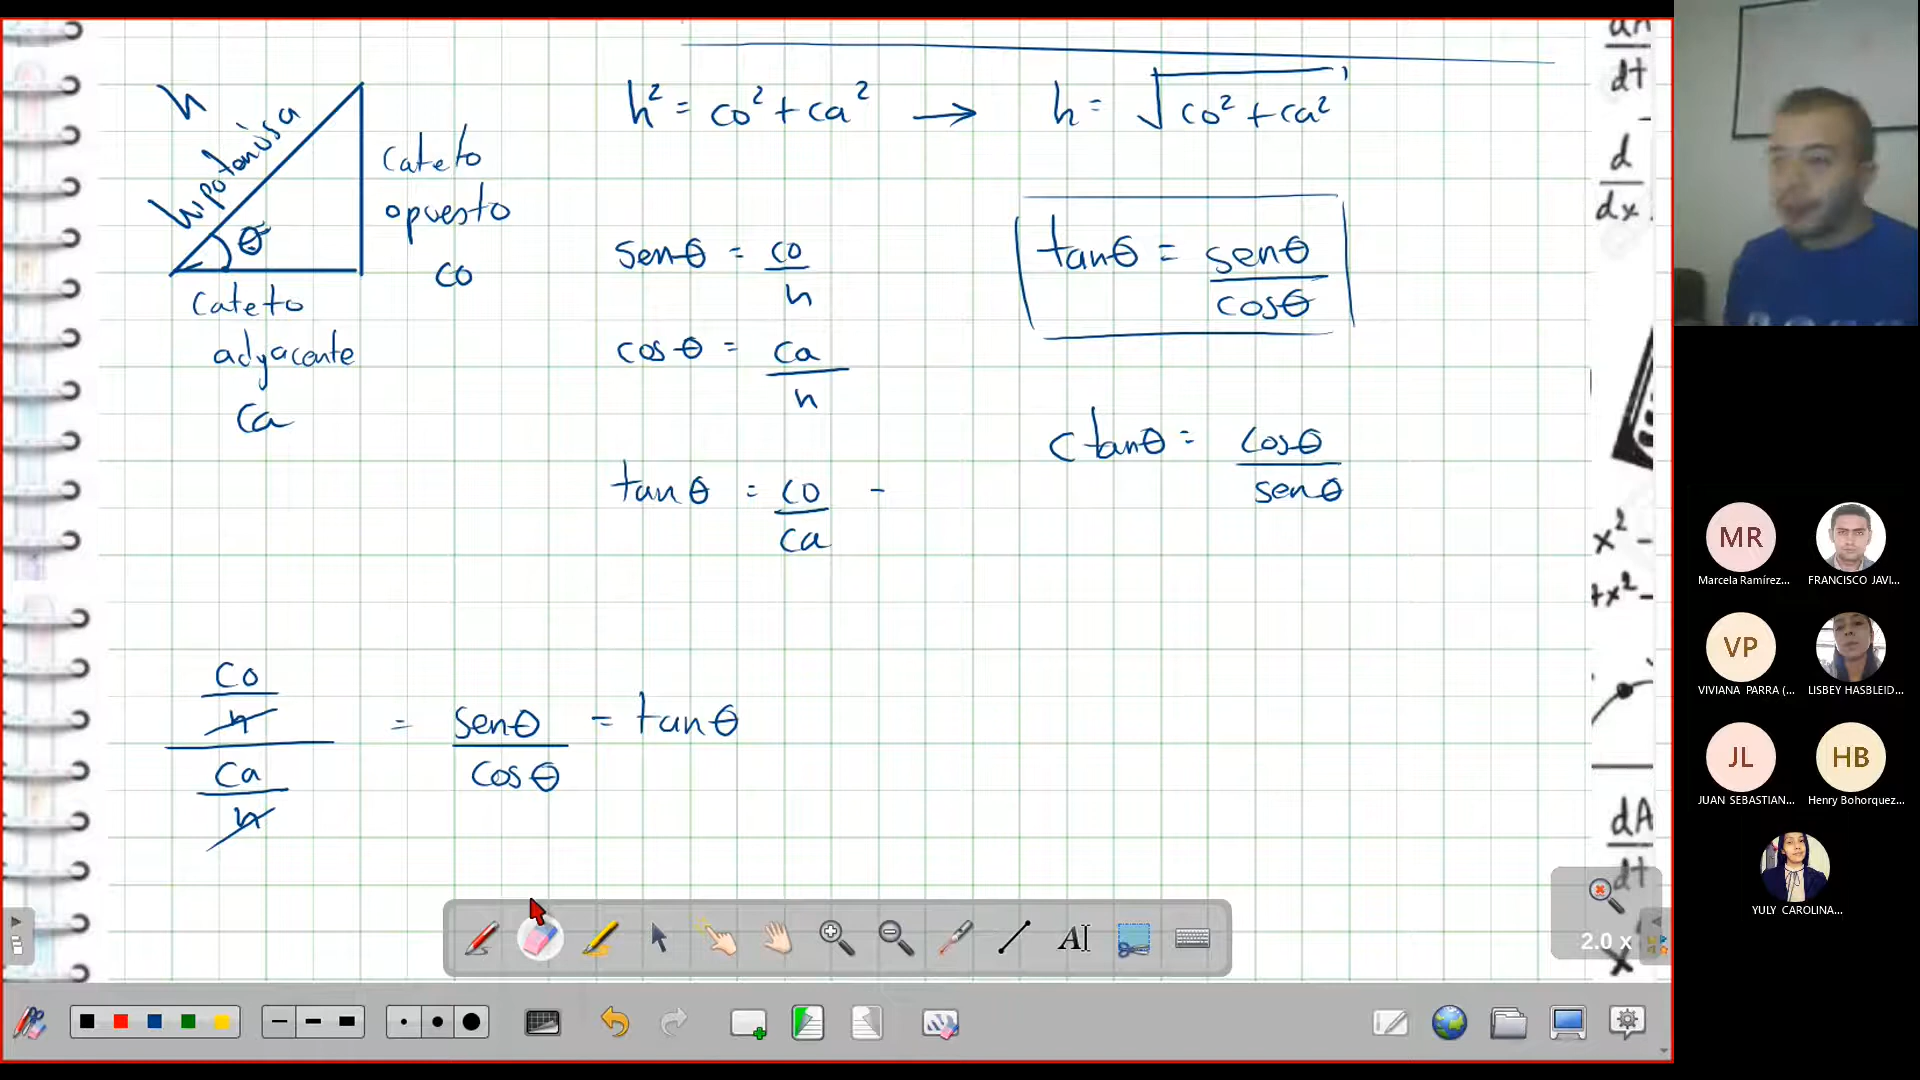 h
hipotenusa
θ
cateto
opuesto
co
cateto
adyacente
ca
h² = co² + ca² → h = √co² + ca²
senθ = co/h
cosθ = ca/h
tanθ = co/ca -
tanθ = senθ/cosθ
ctanθ = cosθ/senθ
co/h / ca/h = senθ/cosθ = tanθ
dt
d
dx
x² -
+x² -
dA
dt
x
2.0 x
MR
Marcela Ramírez...
FRANCISCO JAVI...
VP
VIVIANA PARRA (...
LISBEY HASBLEID...
JL
JUAN SEBASTIAN...
HB
Henry Bohorquez...
YULY CAROLINA...